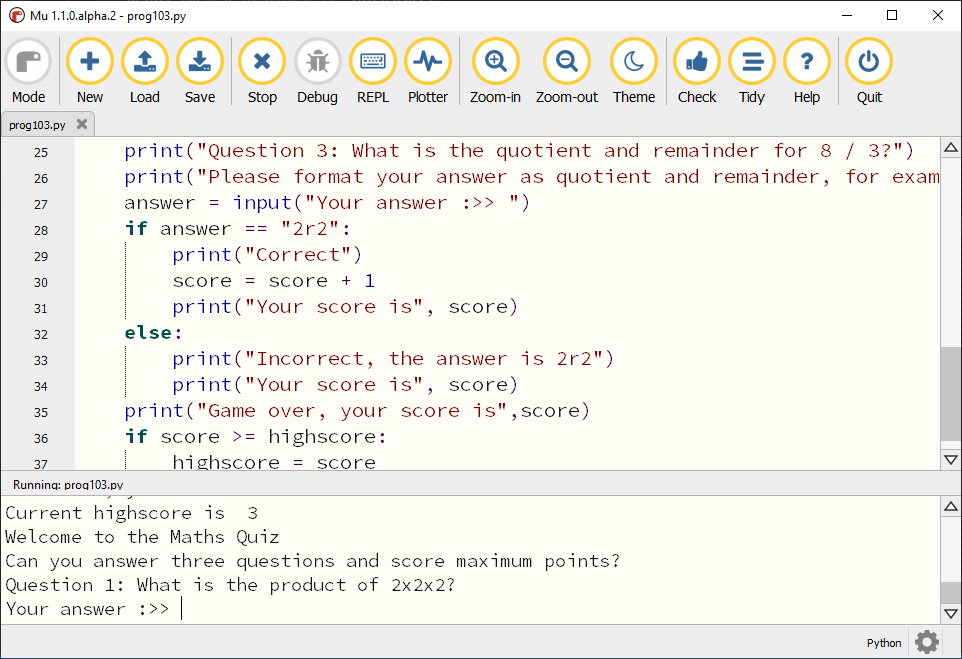 Mu 1.1.0.alpha.2 - prog103.py
Mode New Load Save Stop Debug REPL Plotter Zoom-in Zoom-out Theme Check Tidy Help Quit
prog103.py
25 print("Question 3: What is the quotient and remainder for 8 / 3?")
26 print("Please format your answer as quotient and remainder, for exam
27 answer = input("Your answer :>> ")
28 if answer == "2r2":
29 print("Correct")
30 score = score + 1
31 print("Your score is", score)
32 else:
33 print("Incorrect, the answer is 2r2")
34 print("Your score is", score)
35 print("Game over, your score is",score)
36 if score >= highscore:
37 highscore = score
Running: prog103.py
Current highscore is  3
Welcome to the Maths Quiz
Can you answer three questions and score maximum points?
Question 1: What is the product of 2x2x2?
Your answer :>>
Python